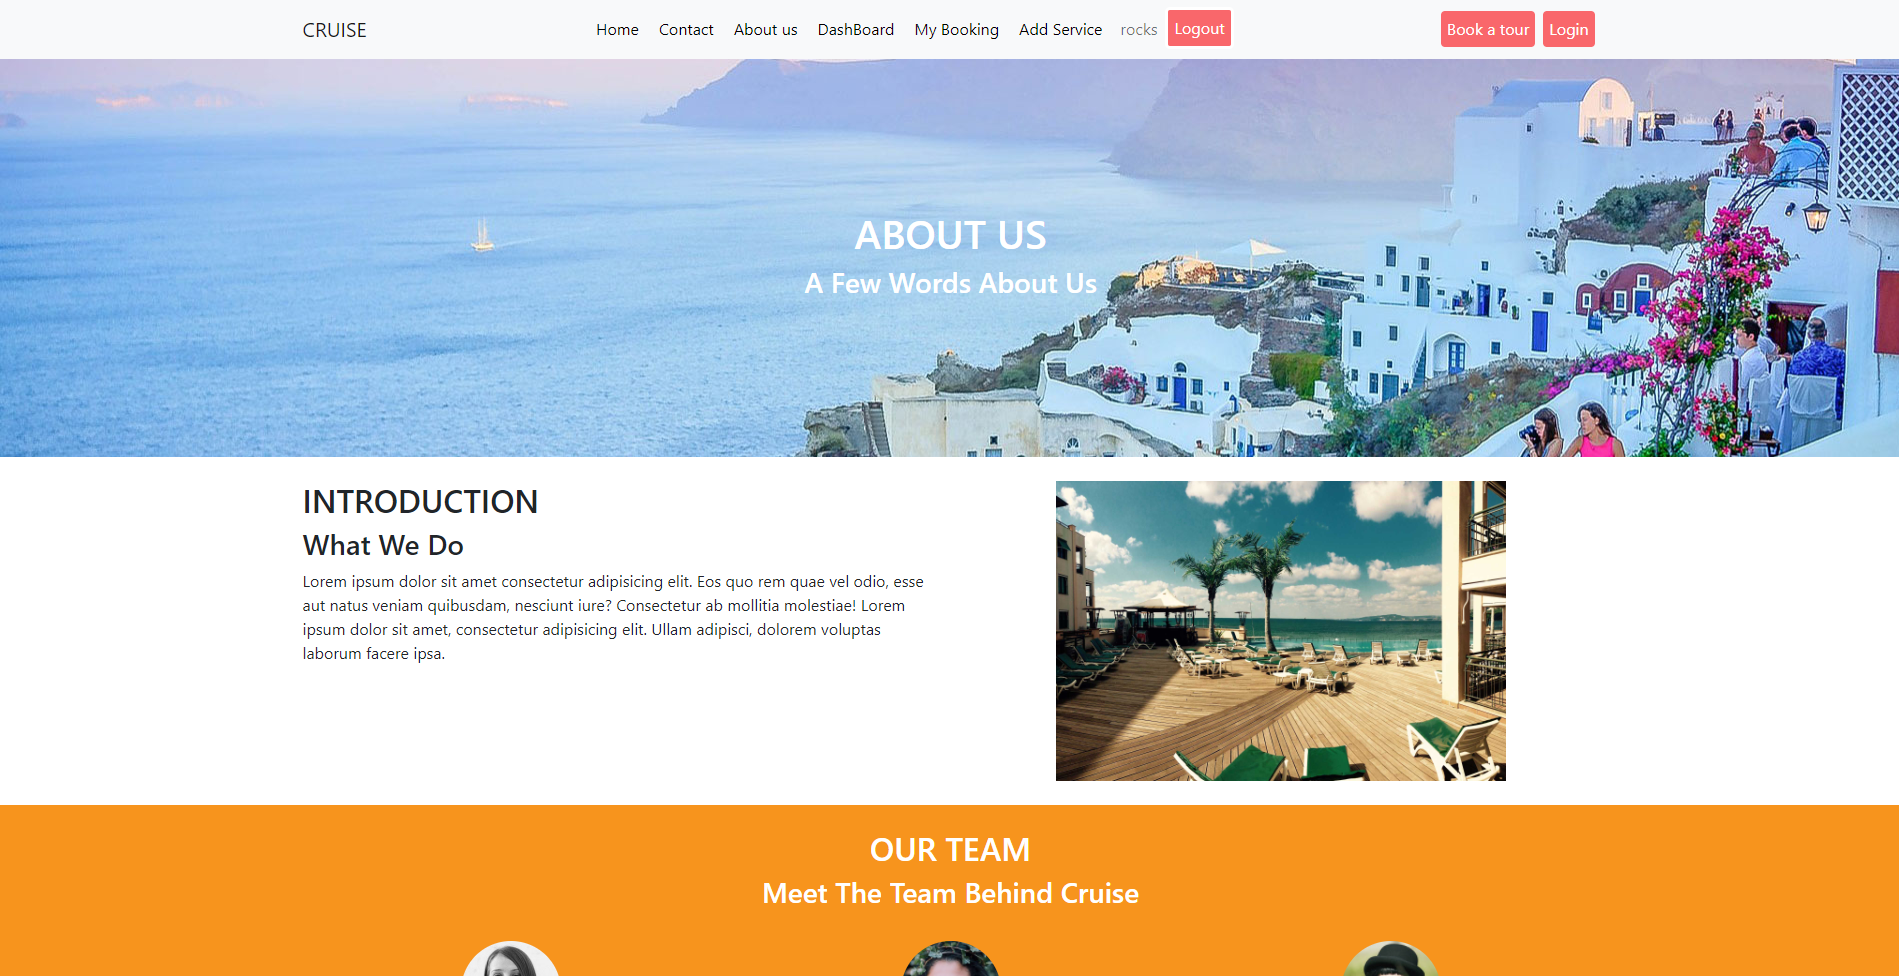 CRUISE
Home Contact About us DashBoard My Booking Add Service rocks Logout
Book a tour Login
ABOUT US
A Few Words About Us
INTRODUCTION
What We Do
Lorem ipsum dolor sit amet consectetur adipisicing elit. Eos quo rem quae vel odio, esse
aut natus veniam quibusdam, nesciunt iure? Consectetur ab mollitia molestiae! Lorem
ipsum dolor sit amet, consectetur adipisicing elit. Ullam adipisci, dolorem voluptas
laborum facere ipsa.
OUR TEAM
Meet The Team Behind Cruise